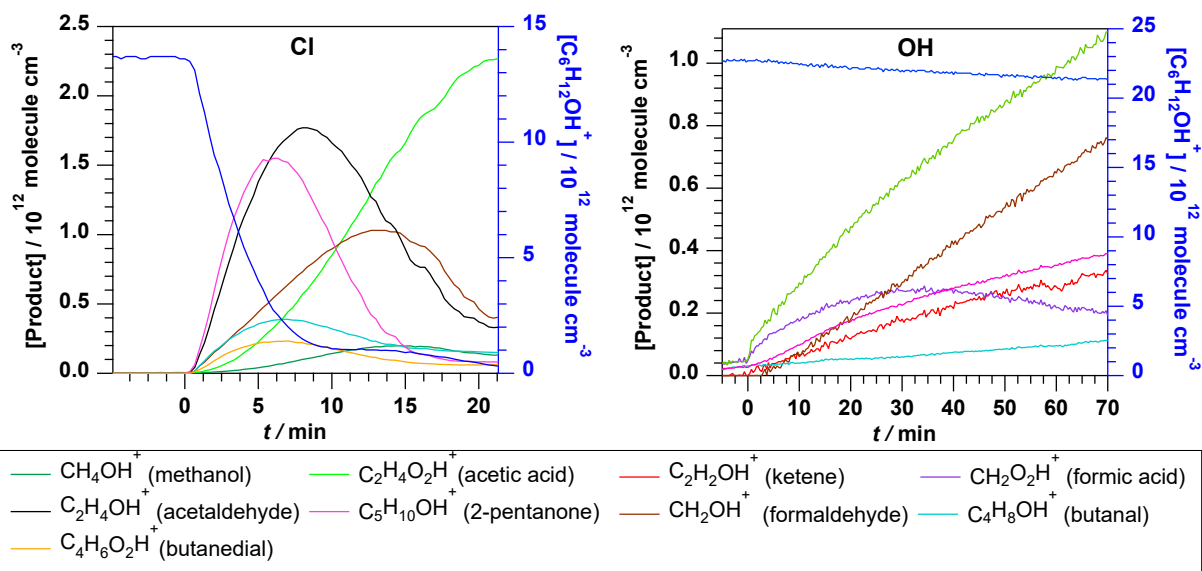 Cl
[Product] / 10¹² molecule cm⁻³
2.5
2.0
1.5
1.0
0.5
0.0
15
10
5
0
[C₆H₁₂OH⁺] / 10¹² molecule cm⁻³
0 5 10 15 20
t / min
OH
[Product] / 10¹² molecule cm⁻³
1.0
0.8
0.6
0.4
0.2
0.0
25
20
15
10
5
0
[C₆H₁₂OH⁺] / 10¹² molecule cm⁻³
0 10 20 30 40 50 60 70
t / min
CH₄OH⁺ (methanol)
C₂H₄O₂H⁺ (acetic acid)
C₂H₂OH⁺ (ketene)
CH₂O₂H⁺ (formic acid)
C₂H₄OH⁺ (acetaldehyde)
C₅H₁₀OH⁺ (2-pentanone)
CH₂OH⁺ (formaldehyde)
C₄H₈OH⁺ (butanal)
C₄H₆O₂H⁺ (butanedial)